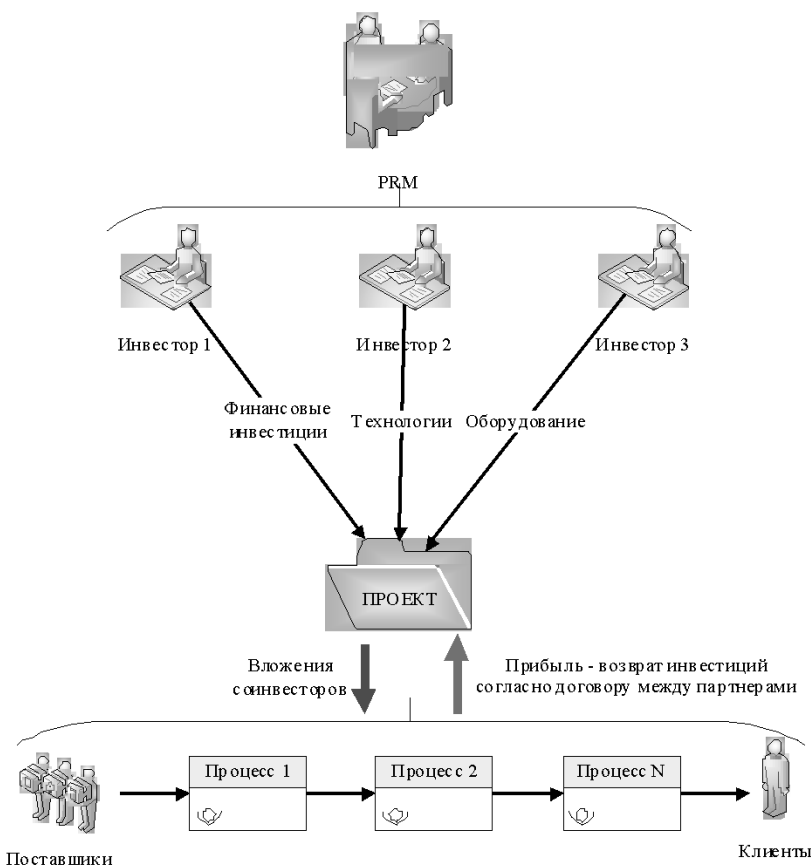 PRM
Инвестор 1
Инвестор 2
Инвестор 3
Финансовые
инвестиции
Технологии
Оборудование
ПРОЕКТ
Вложения
соинвесторов
Прибыль - возврат инвестиций
согласно договору между партнерами
Процесс 1
Процесс 2
Процесс N
Поставшики
Клиенты